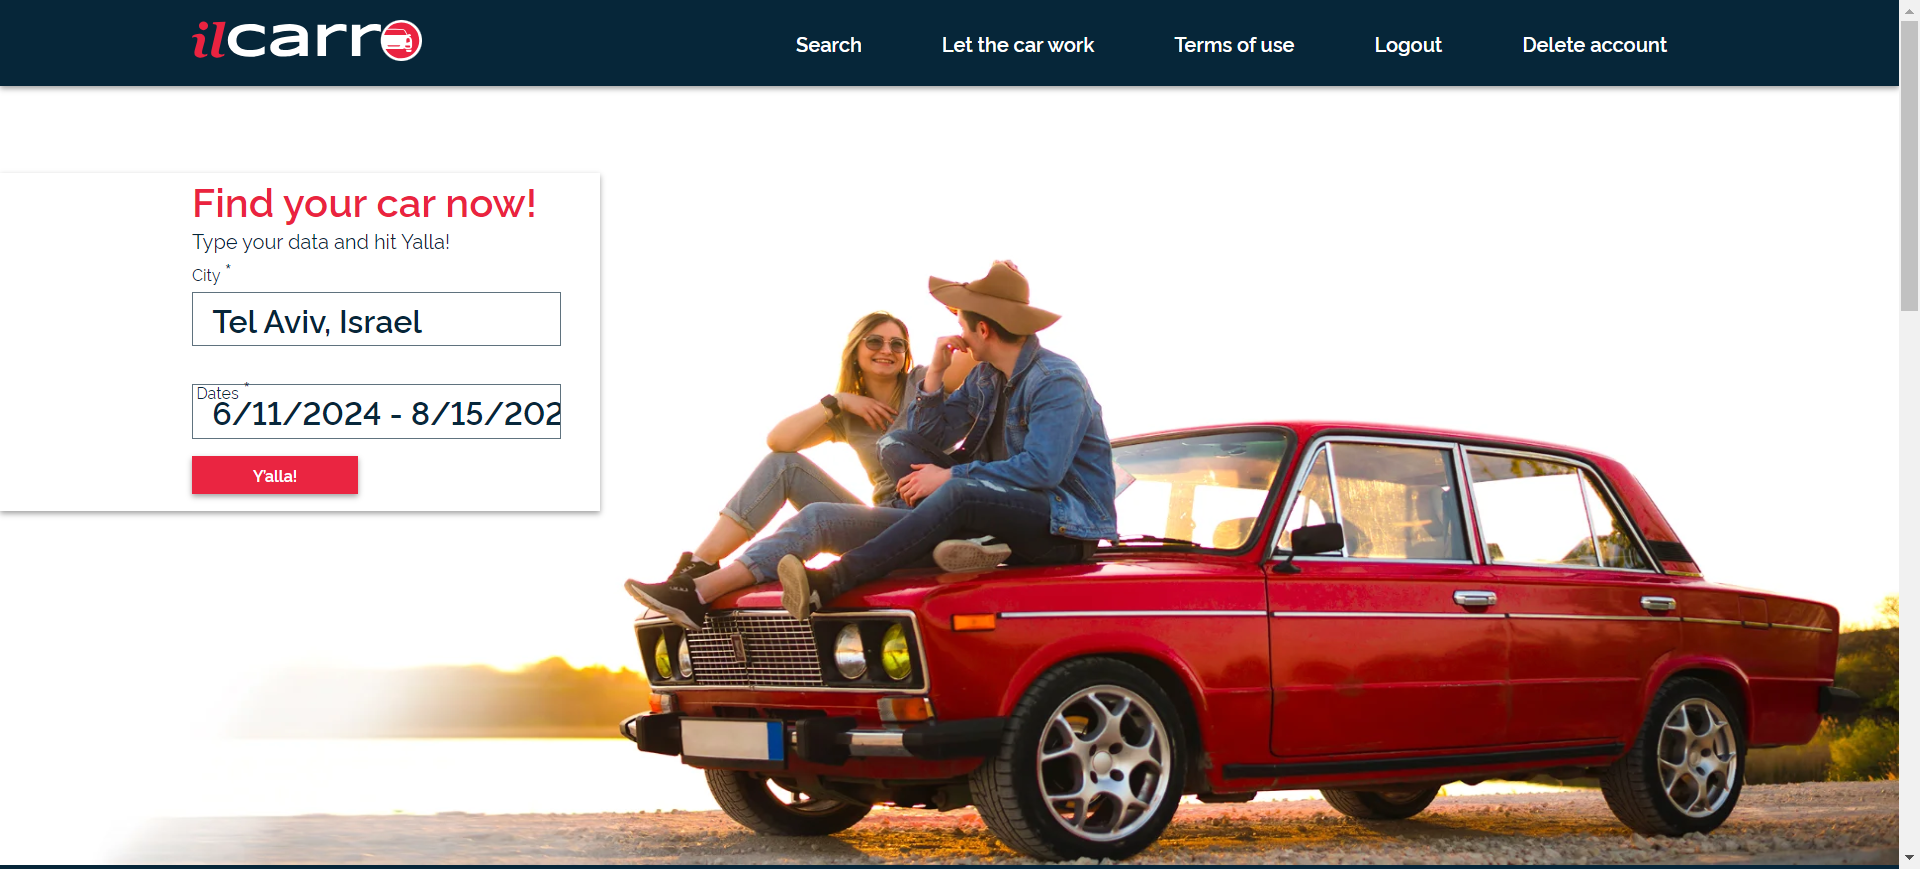 ilcarro
Search Let the car work Terms of use Logout Delete account
Find your car now!
Type your data and hit Yalla!
City *
Tel Aviv, Israel
Dates *
6/11/2024 - 8/15/202
Y'alla!